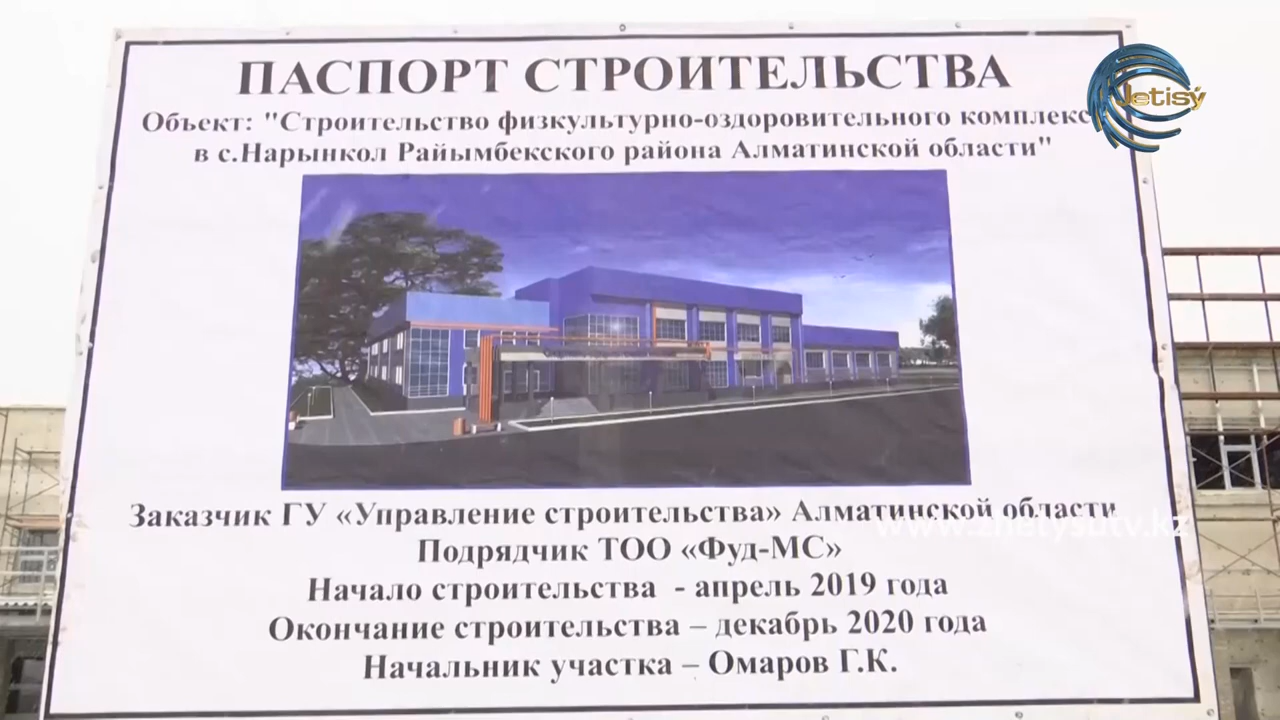 ПАСПОРТ СТРОИТЕЛЬСТВА
Jetisý
Объект: "Строительство физкультурно-оздоровительного комплекс
в с.Нарынкол Райымбекского района Алматинской области"
Заказчик ГУ «Управление строительства» Алматинской области
www.zhetysutv.kz
Подрядчик ТОО «Фуд-МС»
Начало строительства - апрель 2019 года
Окончание строительства – декабрь 2020 года
Начальник участка – Омаров Г.К.